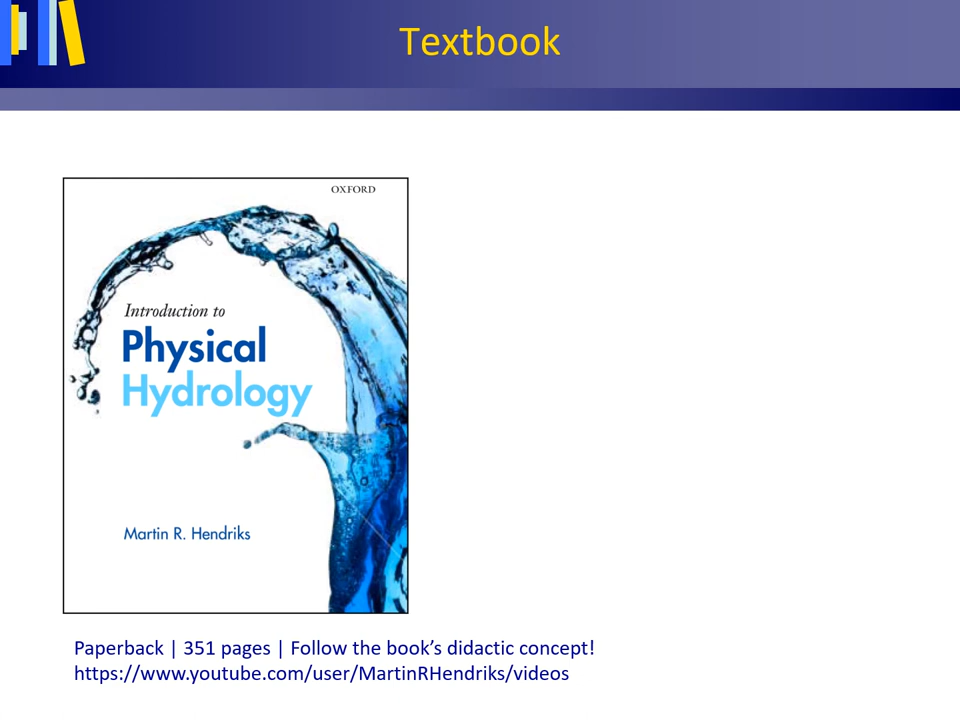 Textbook
OXFORD
Introduction to
Physical
Hydrology
Martin R. Hendriks
Paperback | 351 pages | Follow the book’s didactic concept!
https://www.youtube.com/user/MartinRHendriks/videos